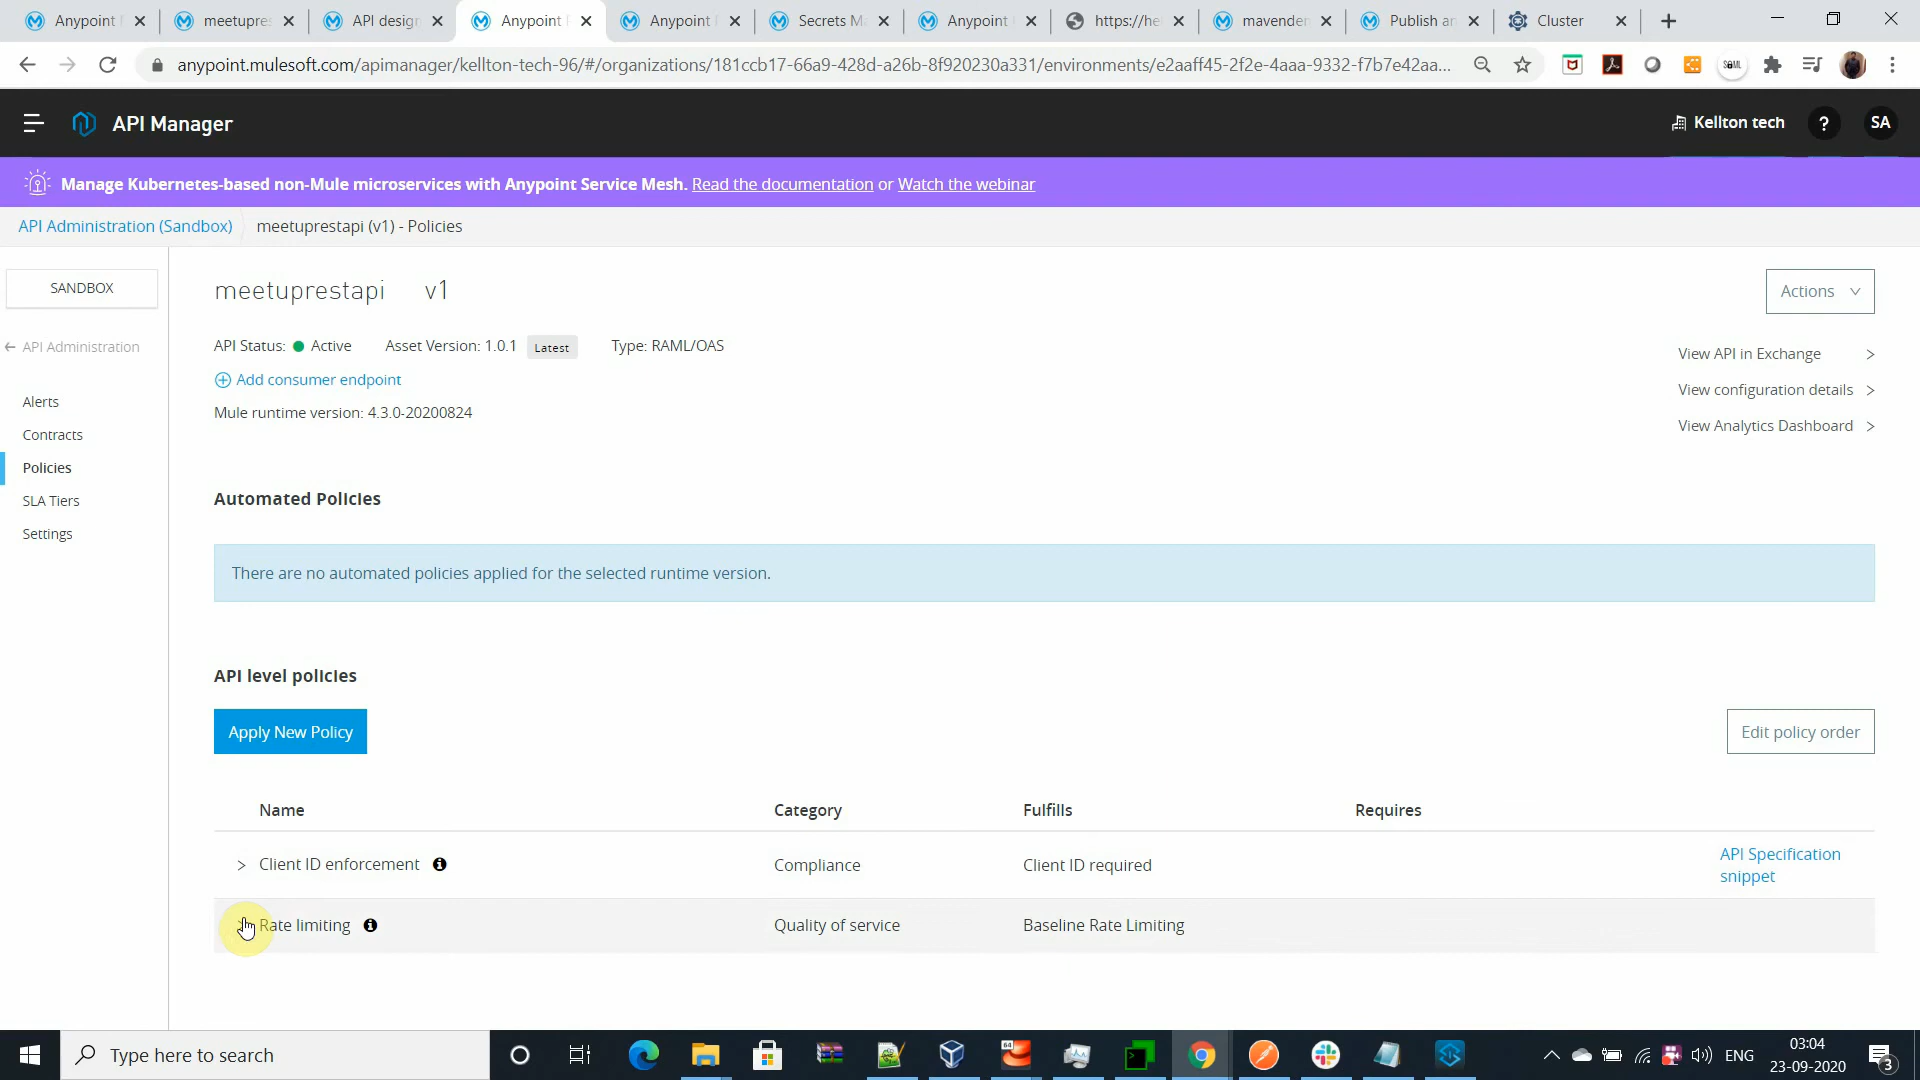 Anypoint
meetupres
API design
Anypoint
Anypoint
Secrets Ma
Anypoint
https://hel
mavender
Publish an
Cluster
anypoint.mulesoft.com/apimanager/kellton-tech-96/#/organizations/181ccb17-66a9-428d-a26b-8f920230a331/environments/e2aaff45-2f2e-4aaa-9332-f7b7e42aa...
API Manager
Kellton tech
?
SA
Manage Kubernetes-based non-Mule microservices with Anypoint Service Mesh. Read the documentation or Watch the webinar
API Administration (Sandbox)
meetuprestapi (v1) - Policies
SANDBOX
API Administration
Alerts
Contracts
Policies
SLA Tiers
Settings
meetuprestapi v1
Actions
API Status: Active Asset Version: 1.0.1 Latest Type: RAML/OAS
Add consumer endpoint
Mule runtime version: 4.3.0-20200824
View API in Exchange >
View configuration details >
View Analytics Dashboard >
Automated Policies
There are no automated policies applied for the selected runtime version.
API level policies
Apply New Policy
Edit policy order
Name Category Fulfills Requires
> Client ID enforcement Compliance Client ID required
API Specification
snippet
Rate limiting Quality of service Baseline Rate Limiting
Type here to search
ENG
03:04
23-09-2020
3